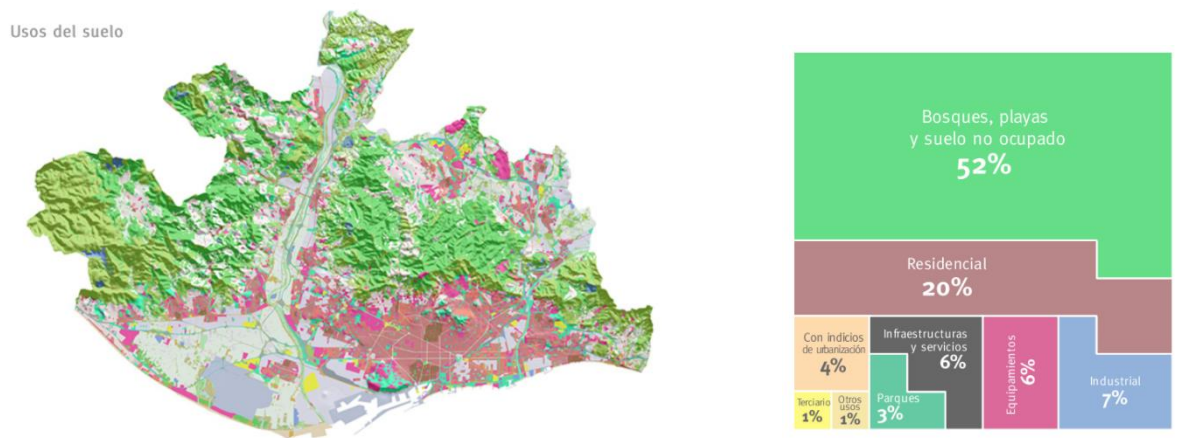 Usos del suelo
Bosques, playas
y suelo no ocupado
52%
Residencial
20%
Con indicios
de urbanización
4%
Infraestructuras
y servicios
6%
Equipamientos
6%
Industrial
7%
Terciario
1%
Otros
usos
1%
Parques
3%